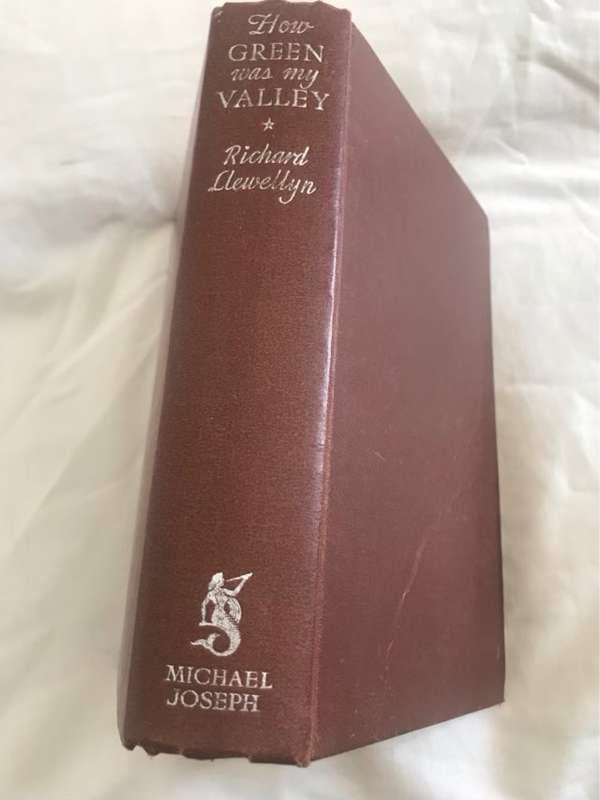 How
GREEN
was my
VALLEY
Richard
Llewellyn
MICHAEL
JOSEPH